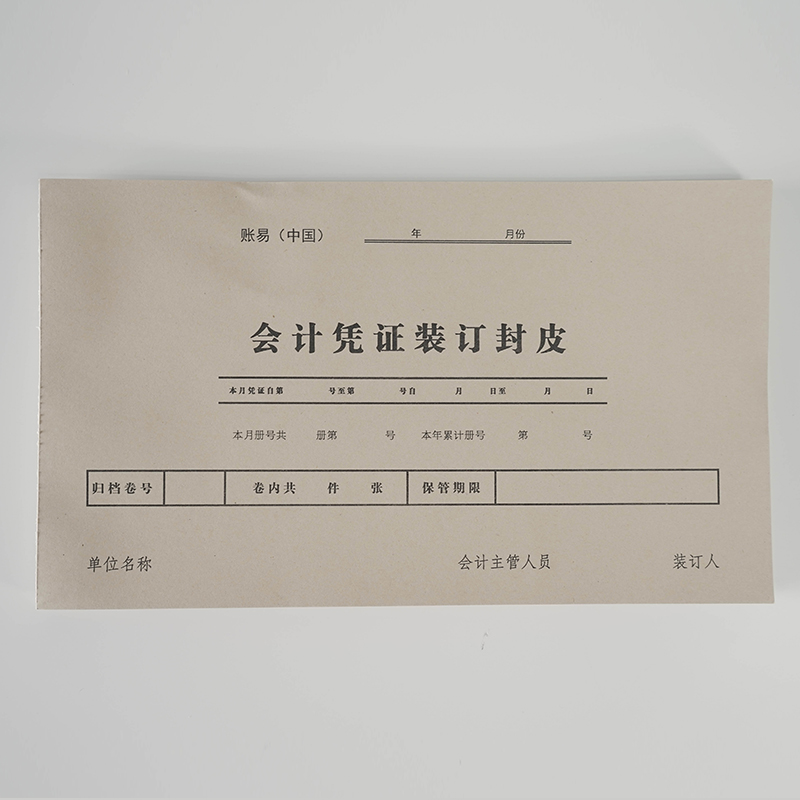 账易（中国） 年 月份
会计凭证装订封皮
本月凭证自第 号至第 号自 月 日至 月 日
本月册号共 册第 号 本年累计册号 第 号
归档卷号 卷内共 件 张 保管期限
单位名称 会计主管人员 装订人